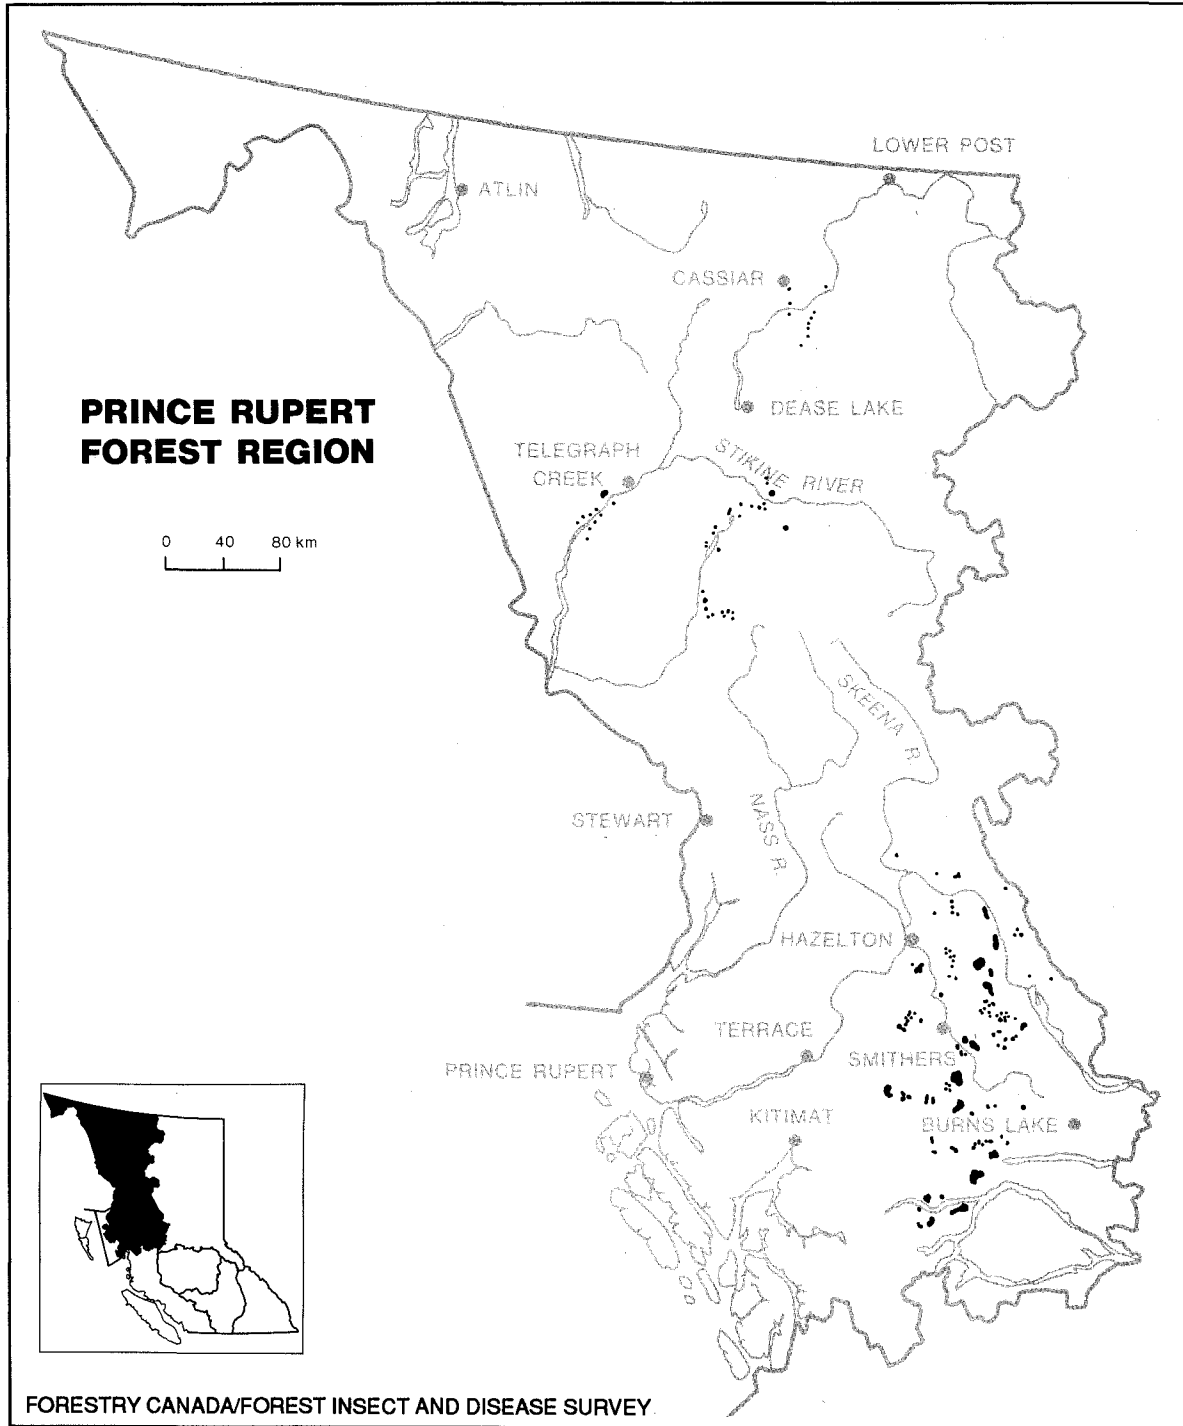 LOWER POST
ATLIN
CASSIAR
PRINCE RUPERT
FOREST REGION
DEASE LAKE
TELEGRAPH
CREEK
STIKINE RIVER
0 40 80 km
SKEENA R.
STEWART
NASS R.
HAZELTON
TERRACE
SMITHERS
PRINCE RUPERT
KITIMAT
BURNS LAKE
FORESTRY CANADA/FOREST INSECT AND DISEASE SURVEY